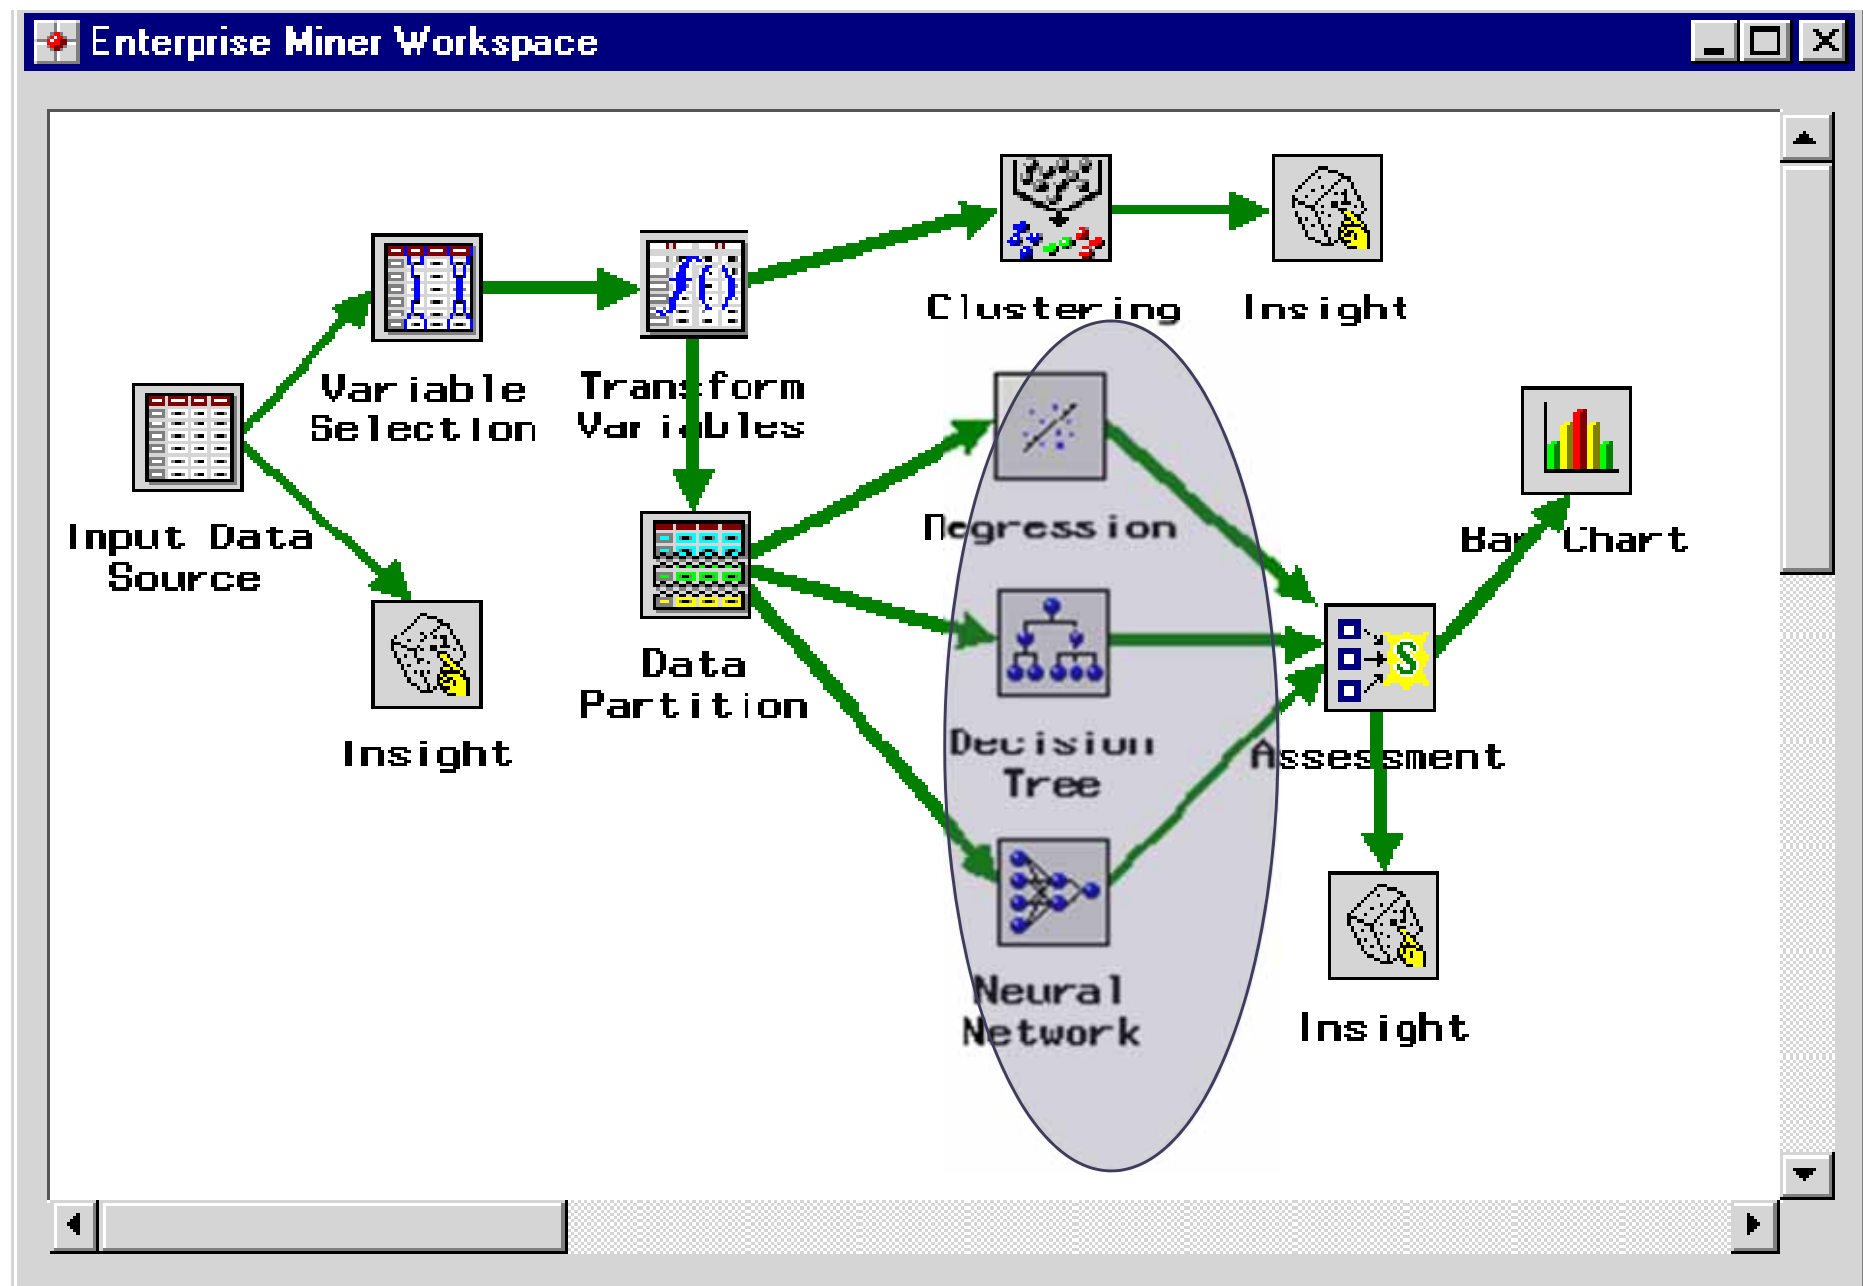 Enterprise Miner Workspace
Clustering
Insight
Variable
Selection
Transform
Variables
Input Data
Source
Regression
Bar Chart
Data
Partition
Insight
Decision
Tree
Assessment
Neural
Network
Insight